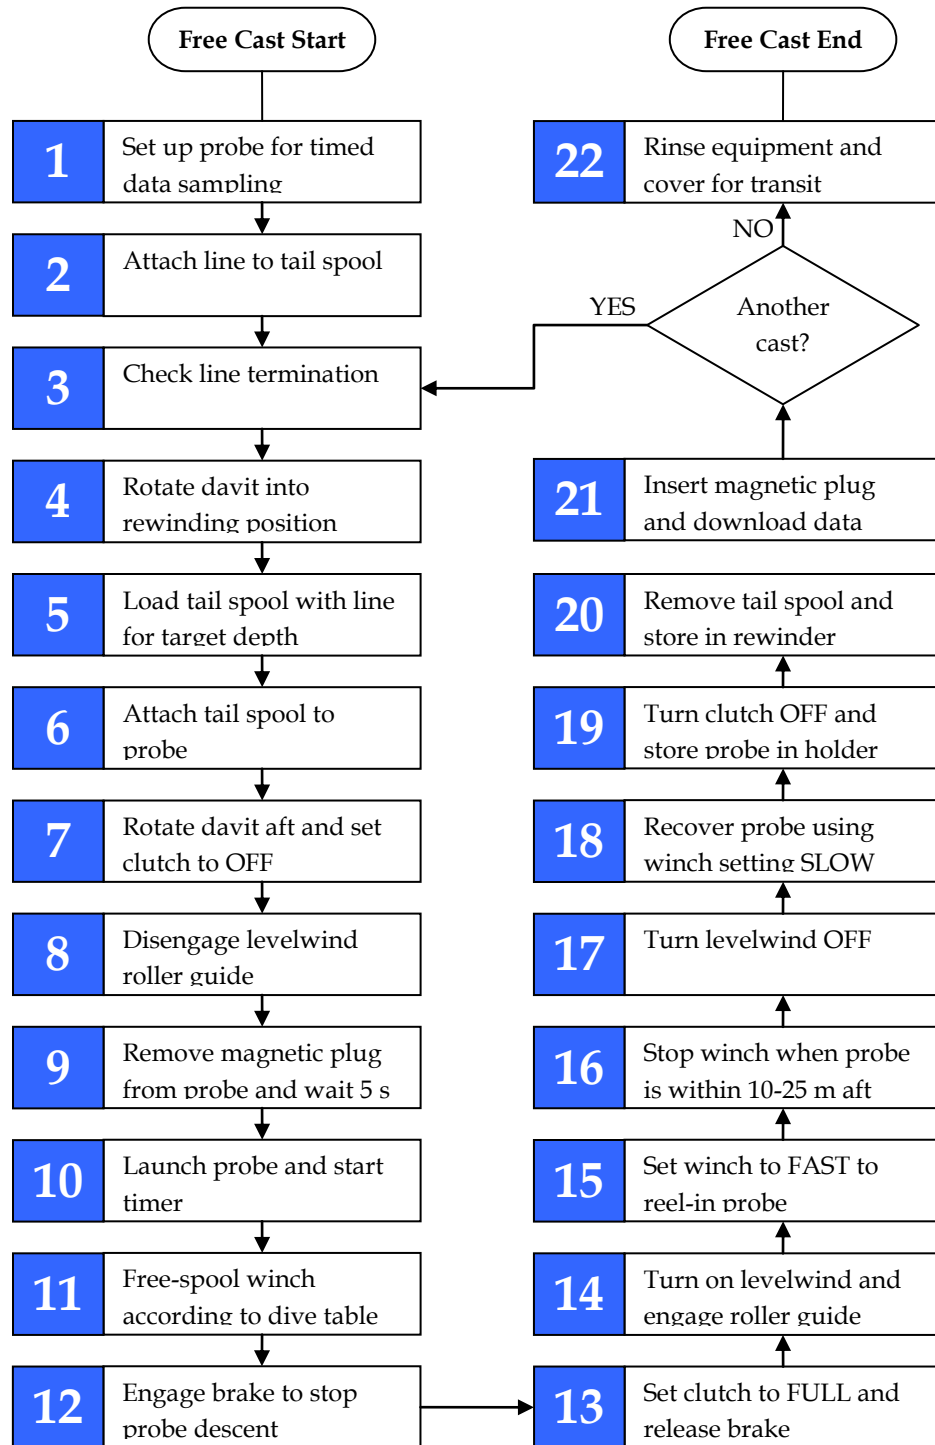 Free Cast Start
1
Set up probe for timed
data sampling
2
Attach line to tail spool
3
Check line termination
4
Rotate davit into
rewinding position
5
Load tail spool with line
for target depth
6
Attach tail spool to
probe
7
Rotate davit aft and set
clutch to OFF
8
Disengage levelwind
roller guide
9
Remove magnetic plug
from probe and wait 5 s
10
Launch probe and start
timer
11
Free-spool winch
according to dive table
12
Engage brake to stop
probe descent
13
Set clutch to FULL and
release brake
14
Turn on levelwind and
engage roller guide
15
Set winch to FAST to
reel-in probe
16
Stop winch when probe
is within 10-25 m aft
17
Turn levelwind OFF
18
Recover probe using
winch setting SLOW
19
Turn clutch OFF and
store probe in holder
20
Remove tail spool and
store in rewinder
21
Insert magnetic plug
and download data
Another
cast?
YES
NO
22
Rinse equipment and
cover for transit
Free Cast End